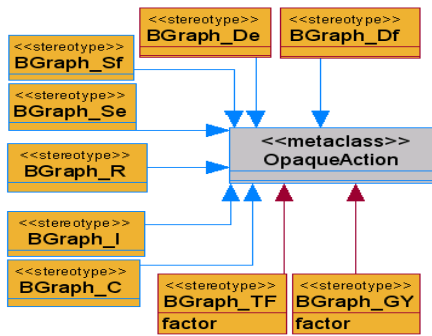 <<stereotype>>
BGraph_De
<<stereotype>>
BGraph_Df
<<stereotype>>
BGraph_Sf
<<stereotype>>
BGraph_Se
<<metaclass>>
OpaqueAction
<<stereotype>>
BGraph_R
<<stereotype>>
BGraph_I
<<stereotype>>
BGraph_C
<<stereotype>>
BGraph_TF
factor
<<stereotype>>
BGraph_GY
factor